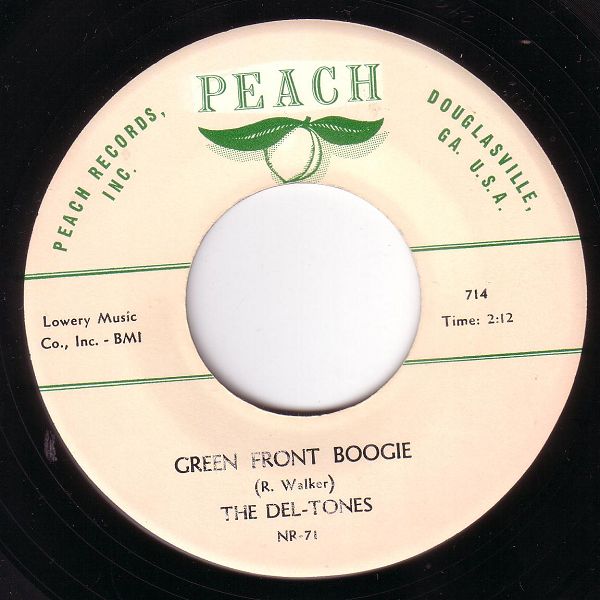 PEACH
PEACH RECORDS,
INC.
DOUGLASVILLE,
GA. U.S.A.
Lowery Music
Co., Inc. - BMI
714
Time: 2:12
GREEN FRONT BOOGIE
(R. Walker)
THE DEL-TONES
NR-71